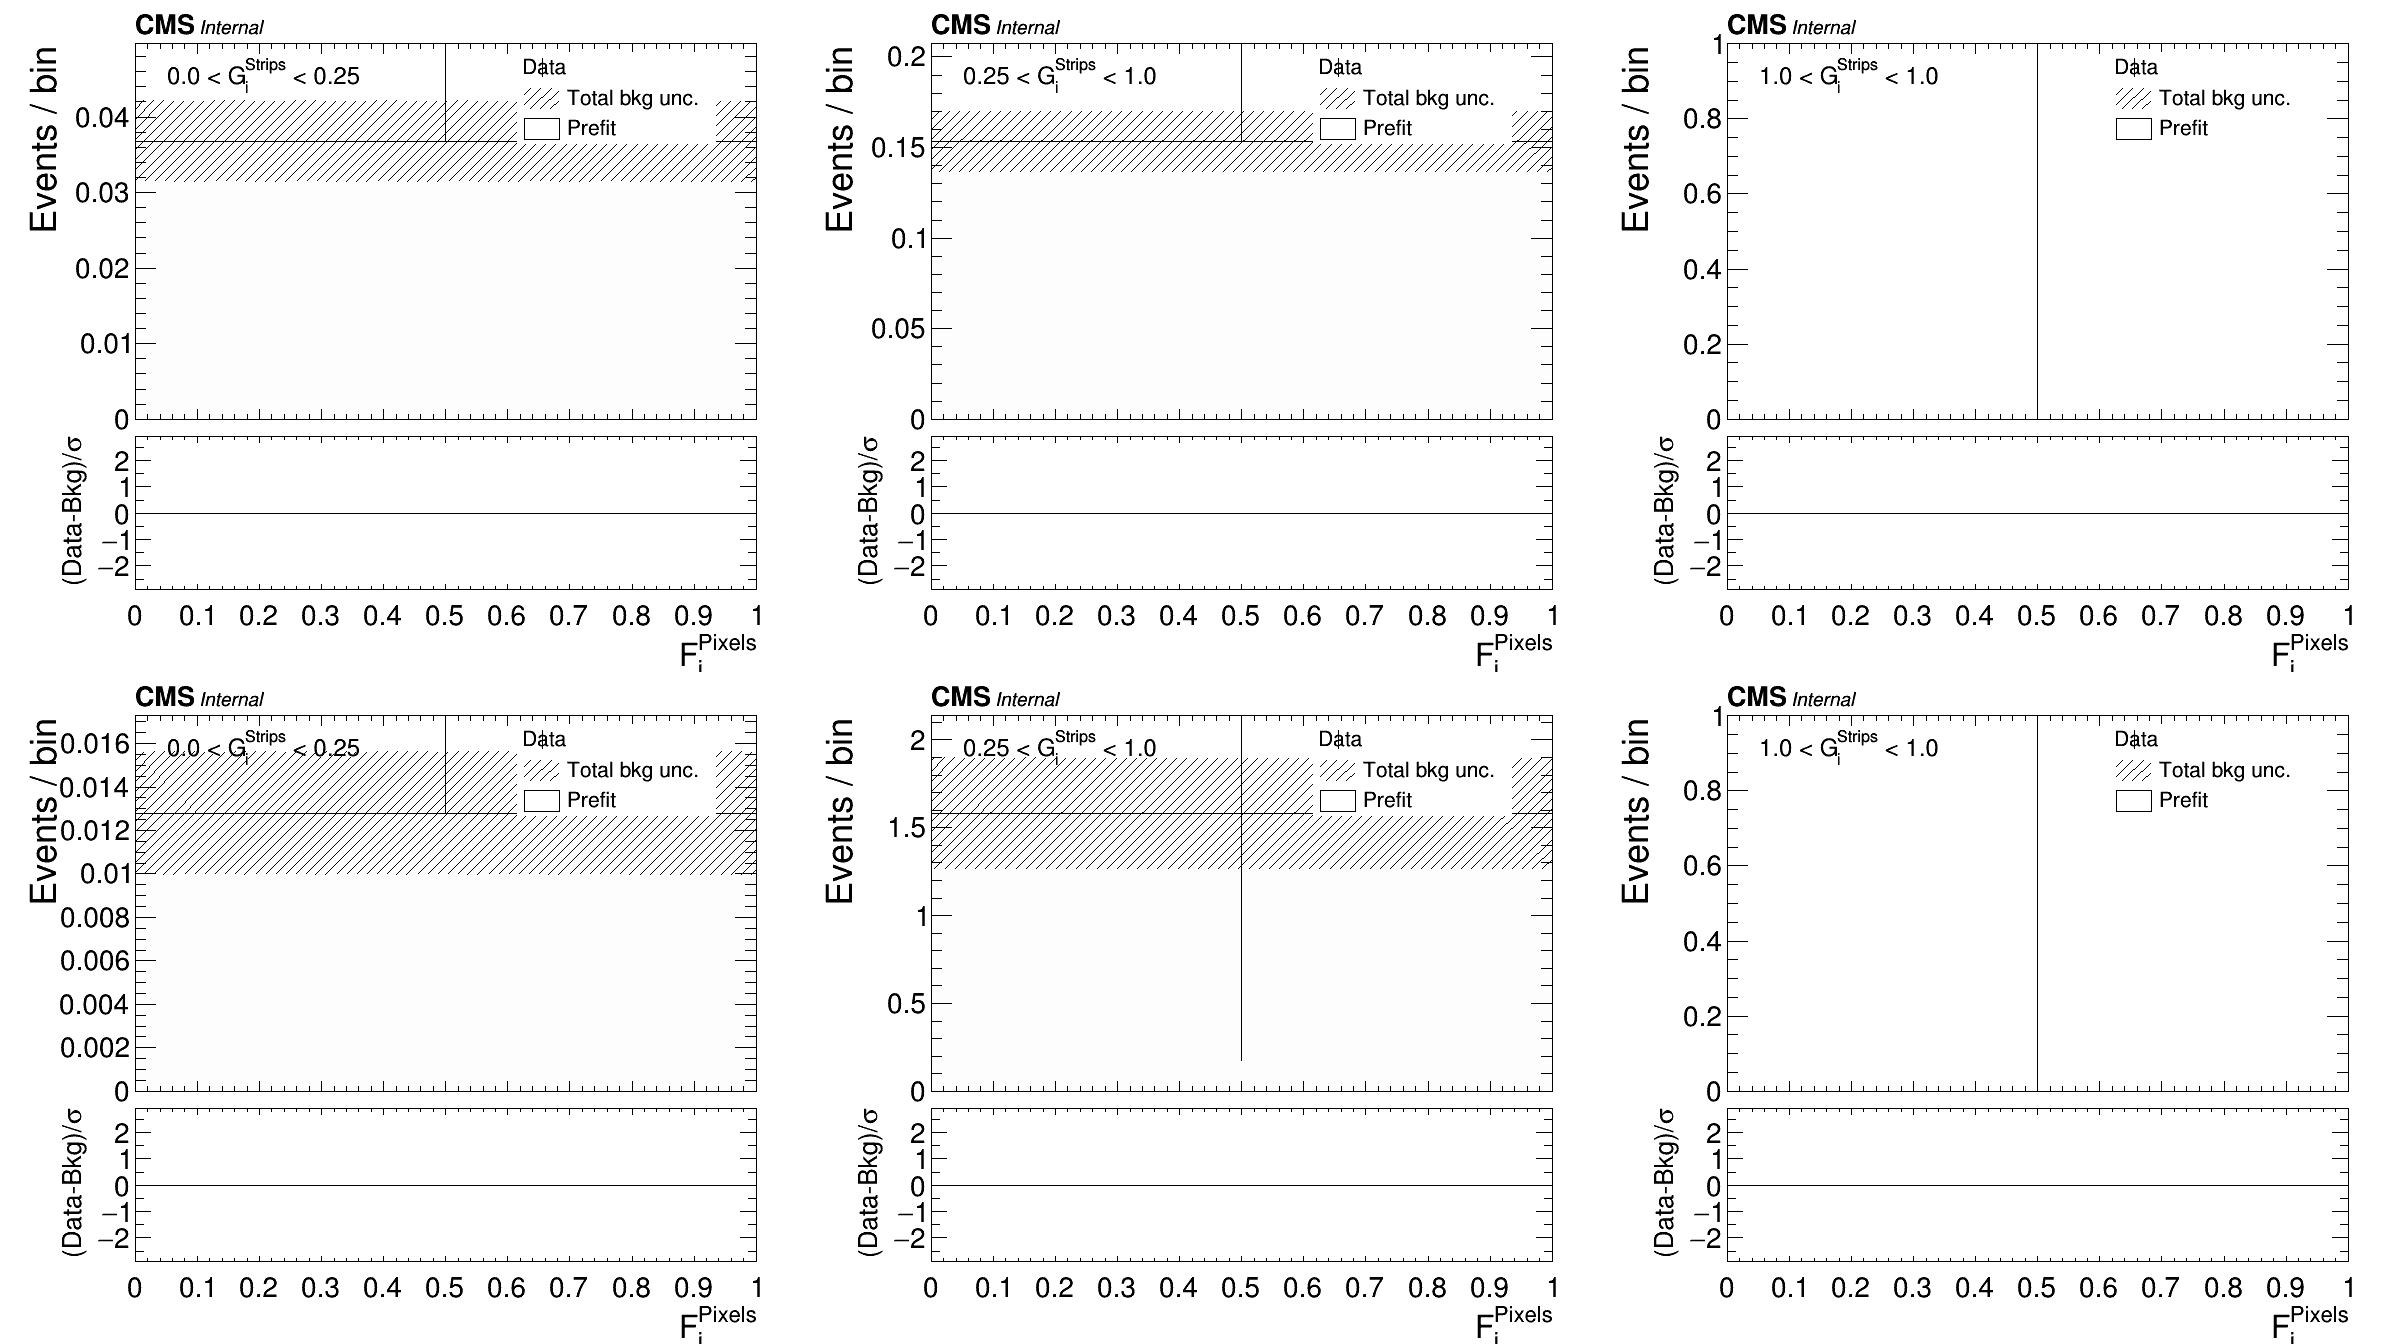 CMS Internal
Events / bin
0.0 < G_i^Strips < 0.25
Data
Total bkg unc.
Prefit
0.04
0.03
0.02
0.01
0
(Data-Bkg)/σ
2
1
0
−1
−2
0 0.1 0.2 0.3 0.4 0.5 0.6 0.7 0.8 0.9 1
F_i^Pixels
CMS Internal
Events / bin
0.25 < G_i^Strips < 1.0
Data
Total bkg unc.
Prefit
0.2
0.15
0.1
0.05
0
(Data-Bkg)/σ
2
1
0
−1
−2
0 0.1 0.2 0.3 0.4 0.5 0.6 0.7 0.8 0.9 1
F_i^Pixels
CMS Internal
Events / bin
1.0 < G_i^Strips < 1.0
Data
Total bkg unc.
Prefit
1
0.8
0.6
0.4
0.2
0
(Data-Bkg)/σ
2
1
0
−1
−2
0 0.1 0.2 0.3 0.4 0.5 0.6 0.7 0.8 0.9 1
F_i^Pixels
CMS Internal
Events / bin
0.0 < G_i^Strips < 0.25
Data
Total bkg unc.
Prefit
0.016
0.014
0.012
0.01
0.008
0.006
0.004
0.002
0
(Data-Bkg)/σ
2
1
0
−1
−2
0 0.1 0.2 0.3 0.4 0.5 0.6 0.7 0.8 0.9 1
F_i^Pixels
CMS Internal
Events / bin
0.25 < G_i^Strips < 1.0
Data
Total bkg unc.
Prefit
2
1.5
1
0.5
0
(Data-Bkg)/σ
2
1
0
−1
−2
0 0.1 0.2 0.3 0.4 0.5 0.6 0.7 0.8 0.9 1
F_i^Pixels
CMS Internal
Events / bin
1.0 < G_i^Strips < 1.0
Data
Total bkg unc.
Prefit
1
0.8
0.6
0.4
0.2
0
(Data-Bkg)/σ
2
1
0
−1
−2
0 0.1 0.2 0.3 0.4 0.5 0.6 0.7 0.8 0.9 1
F_i^Pixels